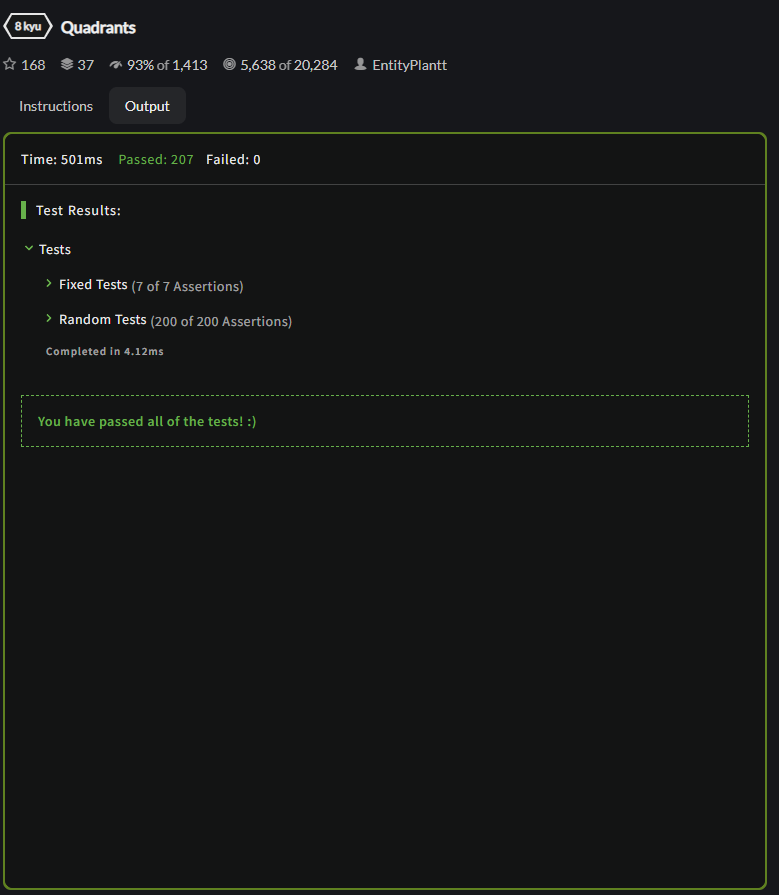 8 kyu Quadrants
168 37 93% of 1,413 5,638 of 20,284 EntityPlantt
Instructions Output
Time: 501ms Passed: 207 Failed: 0
Test Results:
Tests
Fixed Tests (7 of 7 Assertions)
Random Tests (200 of 200 Assertions)
Completed in 4.12ms
You have passed all of the tests! :)